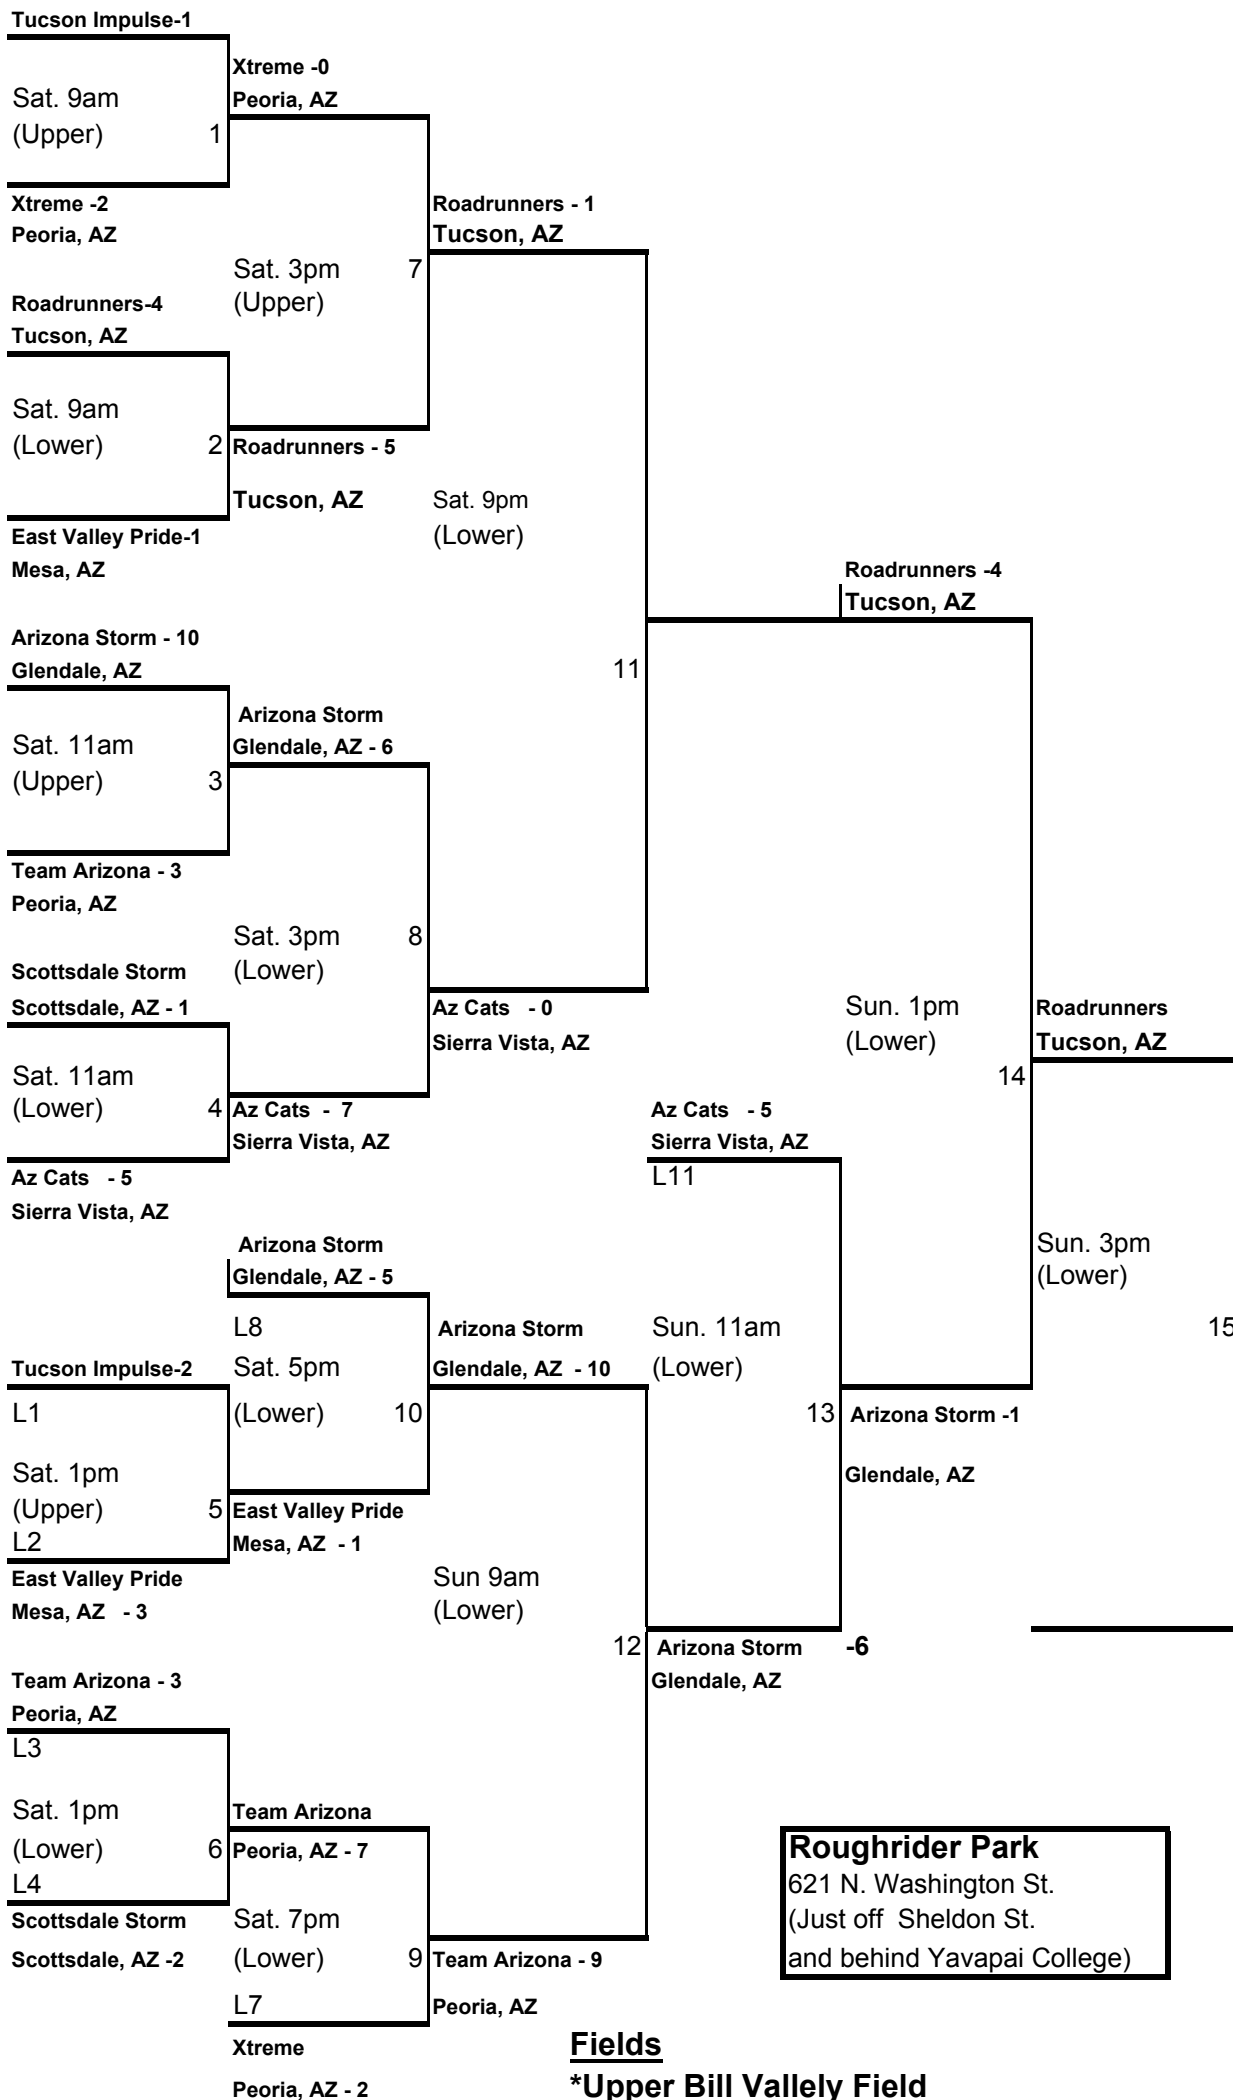 Tucson Impulse-1
Xtreme -0
Sat. 9am
Peoria, AZ
(Upper) 1
Xtreme -2
Roadrunners - 1
Peoria, AZ
Tucson, AZ
Sat. 3pm 7
Roadrunners-4
(Upper)
Tucson, AZ
Sat. 9am
(Lower) 2
Roadrunners - 5
Tucson, AZ
Sat. 9pm
East Valley Pride-1
(Lower)
Mesa, AZ
Roadrunners -4
Tucson, AZ
Arizona Storm - 10
Glendale, AZ
11
Arizona Storm
Sat. 11am
Glendale, AZ - 6
(Upper) 3
Team Arizona - 3
Peoria, AZ
Sat. 3pm 8
Scottsdale Storm
(Lower)
Scottsdale, AZ - 1
Az Cats - 0
Sun. 1pm
Roadrunners
Sierra Vista, AZ
(Lower)
Tucson, AZ
Sat. 11am
14
(Lower) 4
Az Cats - 7
Az Cats - 5
Sierra Vista, AZ
Sierra Vista, AZ
Az Cats - 5
L11
Sierra Vista, AZ
Arizona Storm
Sun. 3pm
Glendale, AZ - 5
(Lower)
L8
Arizona Storm
Sun. 11am
15
Tucson Impulse-2
Sat. 5pm
Glendale, AZ - 10
(Lower)
L1
(Lower) 10
13
Arizona Storm -1
Sat. 1pm
Glendale, AZ
(Upper) 5
East Valley Pride
L2
Mesa, AZ - 1
East Valley Pride
Sun 9am
Mesa, AZ - 3
(Lower)
12
Arizona Storm -6
Team Arizona - 3
Glendale, AZ
Peoria, AZ
L3
Sat. 1pm
Team Arizona
(Lower) 6
Peoria, AZ - 7
Roughrider Park
L4
621 N. Washington St.
Scottsdale Storm
Sat. 7pm
(Just off Sheldon St.
Scottsdale, AZ -2
(Lower) 9
Team Arizona - 9
and behind Yavapai College)
L7
Peoria, AZ
Xtreme
Fields
Peoria, AZ - 2
*Upper Bill Vallely Field